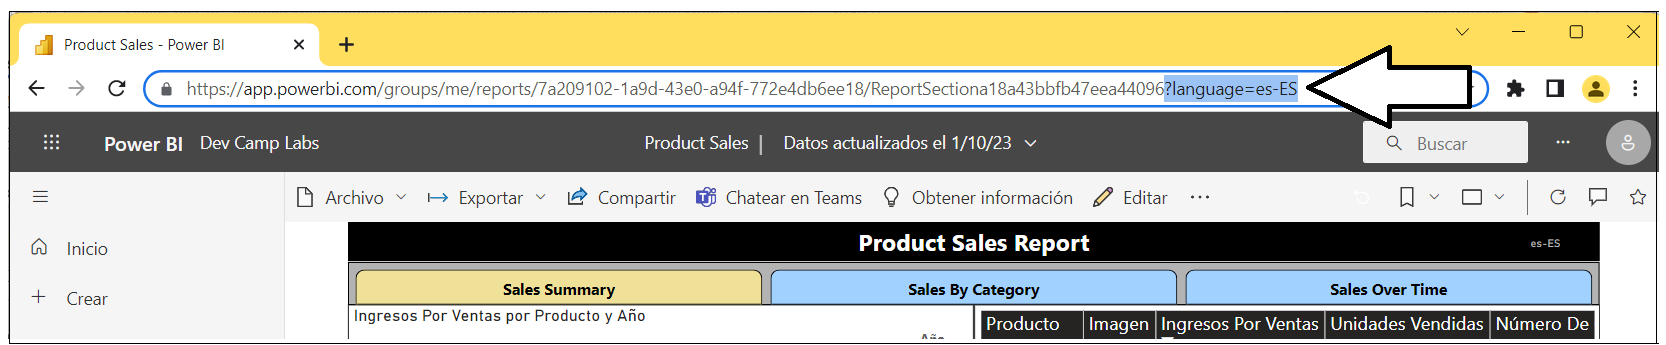 Product Sales - Power BI
https://app.powerbi.com/groups/me/reports/7a209102-1a9d-43e0-a94f-772e4db6ee18/ReportSectiona18a43bbfb47eea44096?language=es-ES
Power BI Dev Camp Labs Product Sales | Datos actualizados el 1/10/23 Buscar
Archivo Exportar Compartir Chatear en Teams Obtener información Editar
Inicio
Crear
Product Sales Report es-ES
Sales Summary Sales By Category Sales Over Time
Ingresos Por Ventas por Producto y Año
Producto Imagen Ingresos Por Ventas Unidades Vendidas Número De